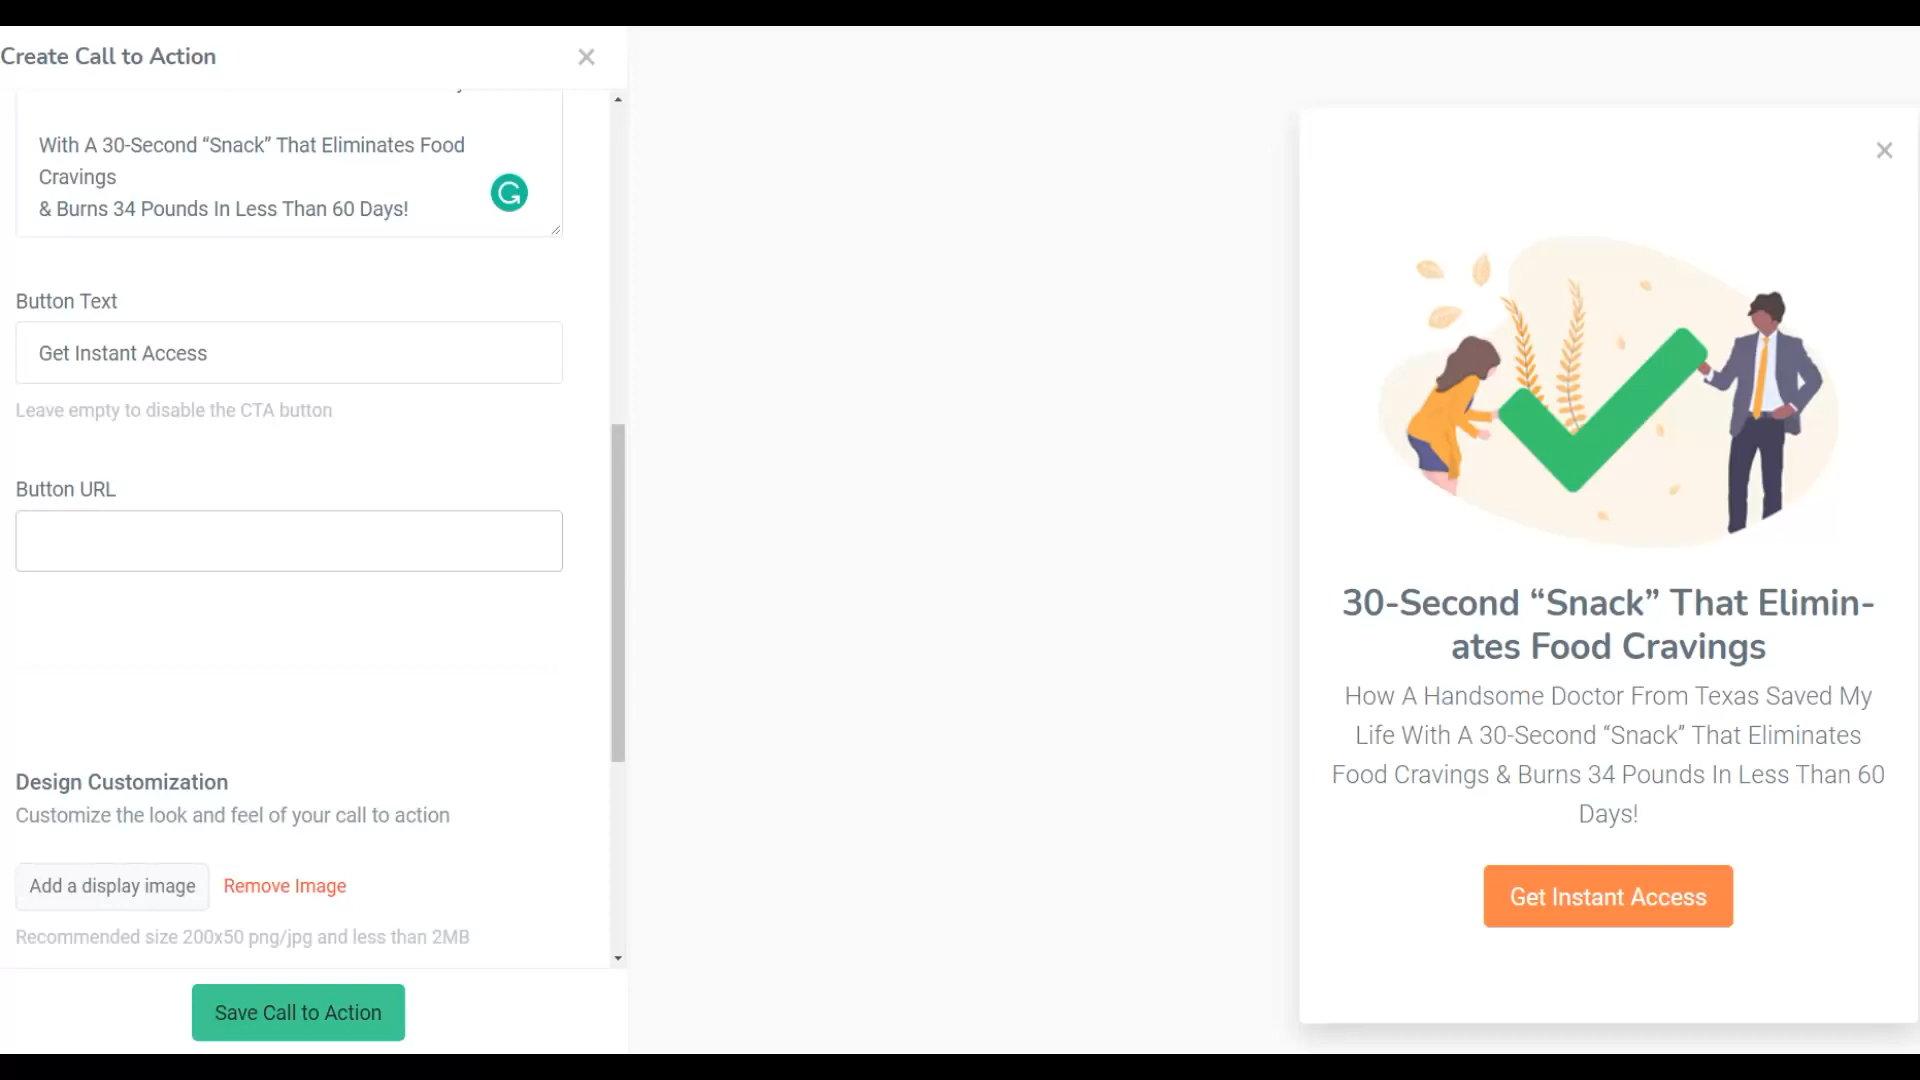 Create Call to Action
With A 30-Second “Snack” That Eliminates Food
Cravings
& Burns 34 Pounds In Less Than 60 Days!
Button Text
Get Instant Access
Leave empty to disable the CTA button
Button URL
Design Customization
Customize the look and feel of your call to action
Add a display image
Remove Image
Recommended size 200x50 png/jpg and less than 2MB
Save Call to Action
30-Second “Snack” That Elimin-
ates Food Cravings
How A Handsome Doctor From Texas Saved My
Life With A 30-Second “Snack” That Eliminates
Food Cravings & Burns 34 Pounds In Less Than 60
Days!
Get Instant Access